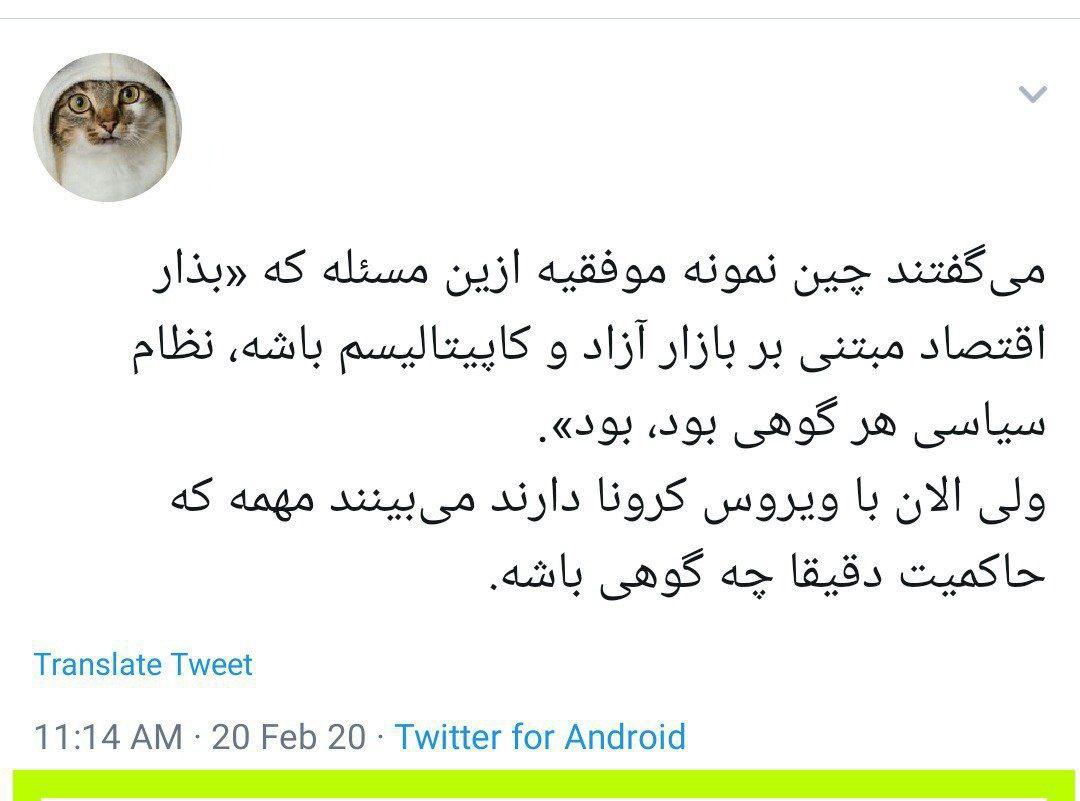 می‌گفتند چین نمونه موفقیه ازین مسئله که «بذار
اقتصاد مبتنی بر بازار آزاد و کاپیتالیسم باشه، نظام
سیاسی هر گوهی بود، بود».
ولی الان با ویروس کرونا دارند می‌بینند مهمه که
حاکمیت دقیقا چه گوهی باشه.
Translate Tweet
11:14 AM · 20 Feb 20 · Twitter for Android